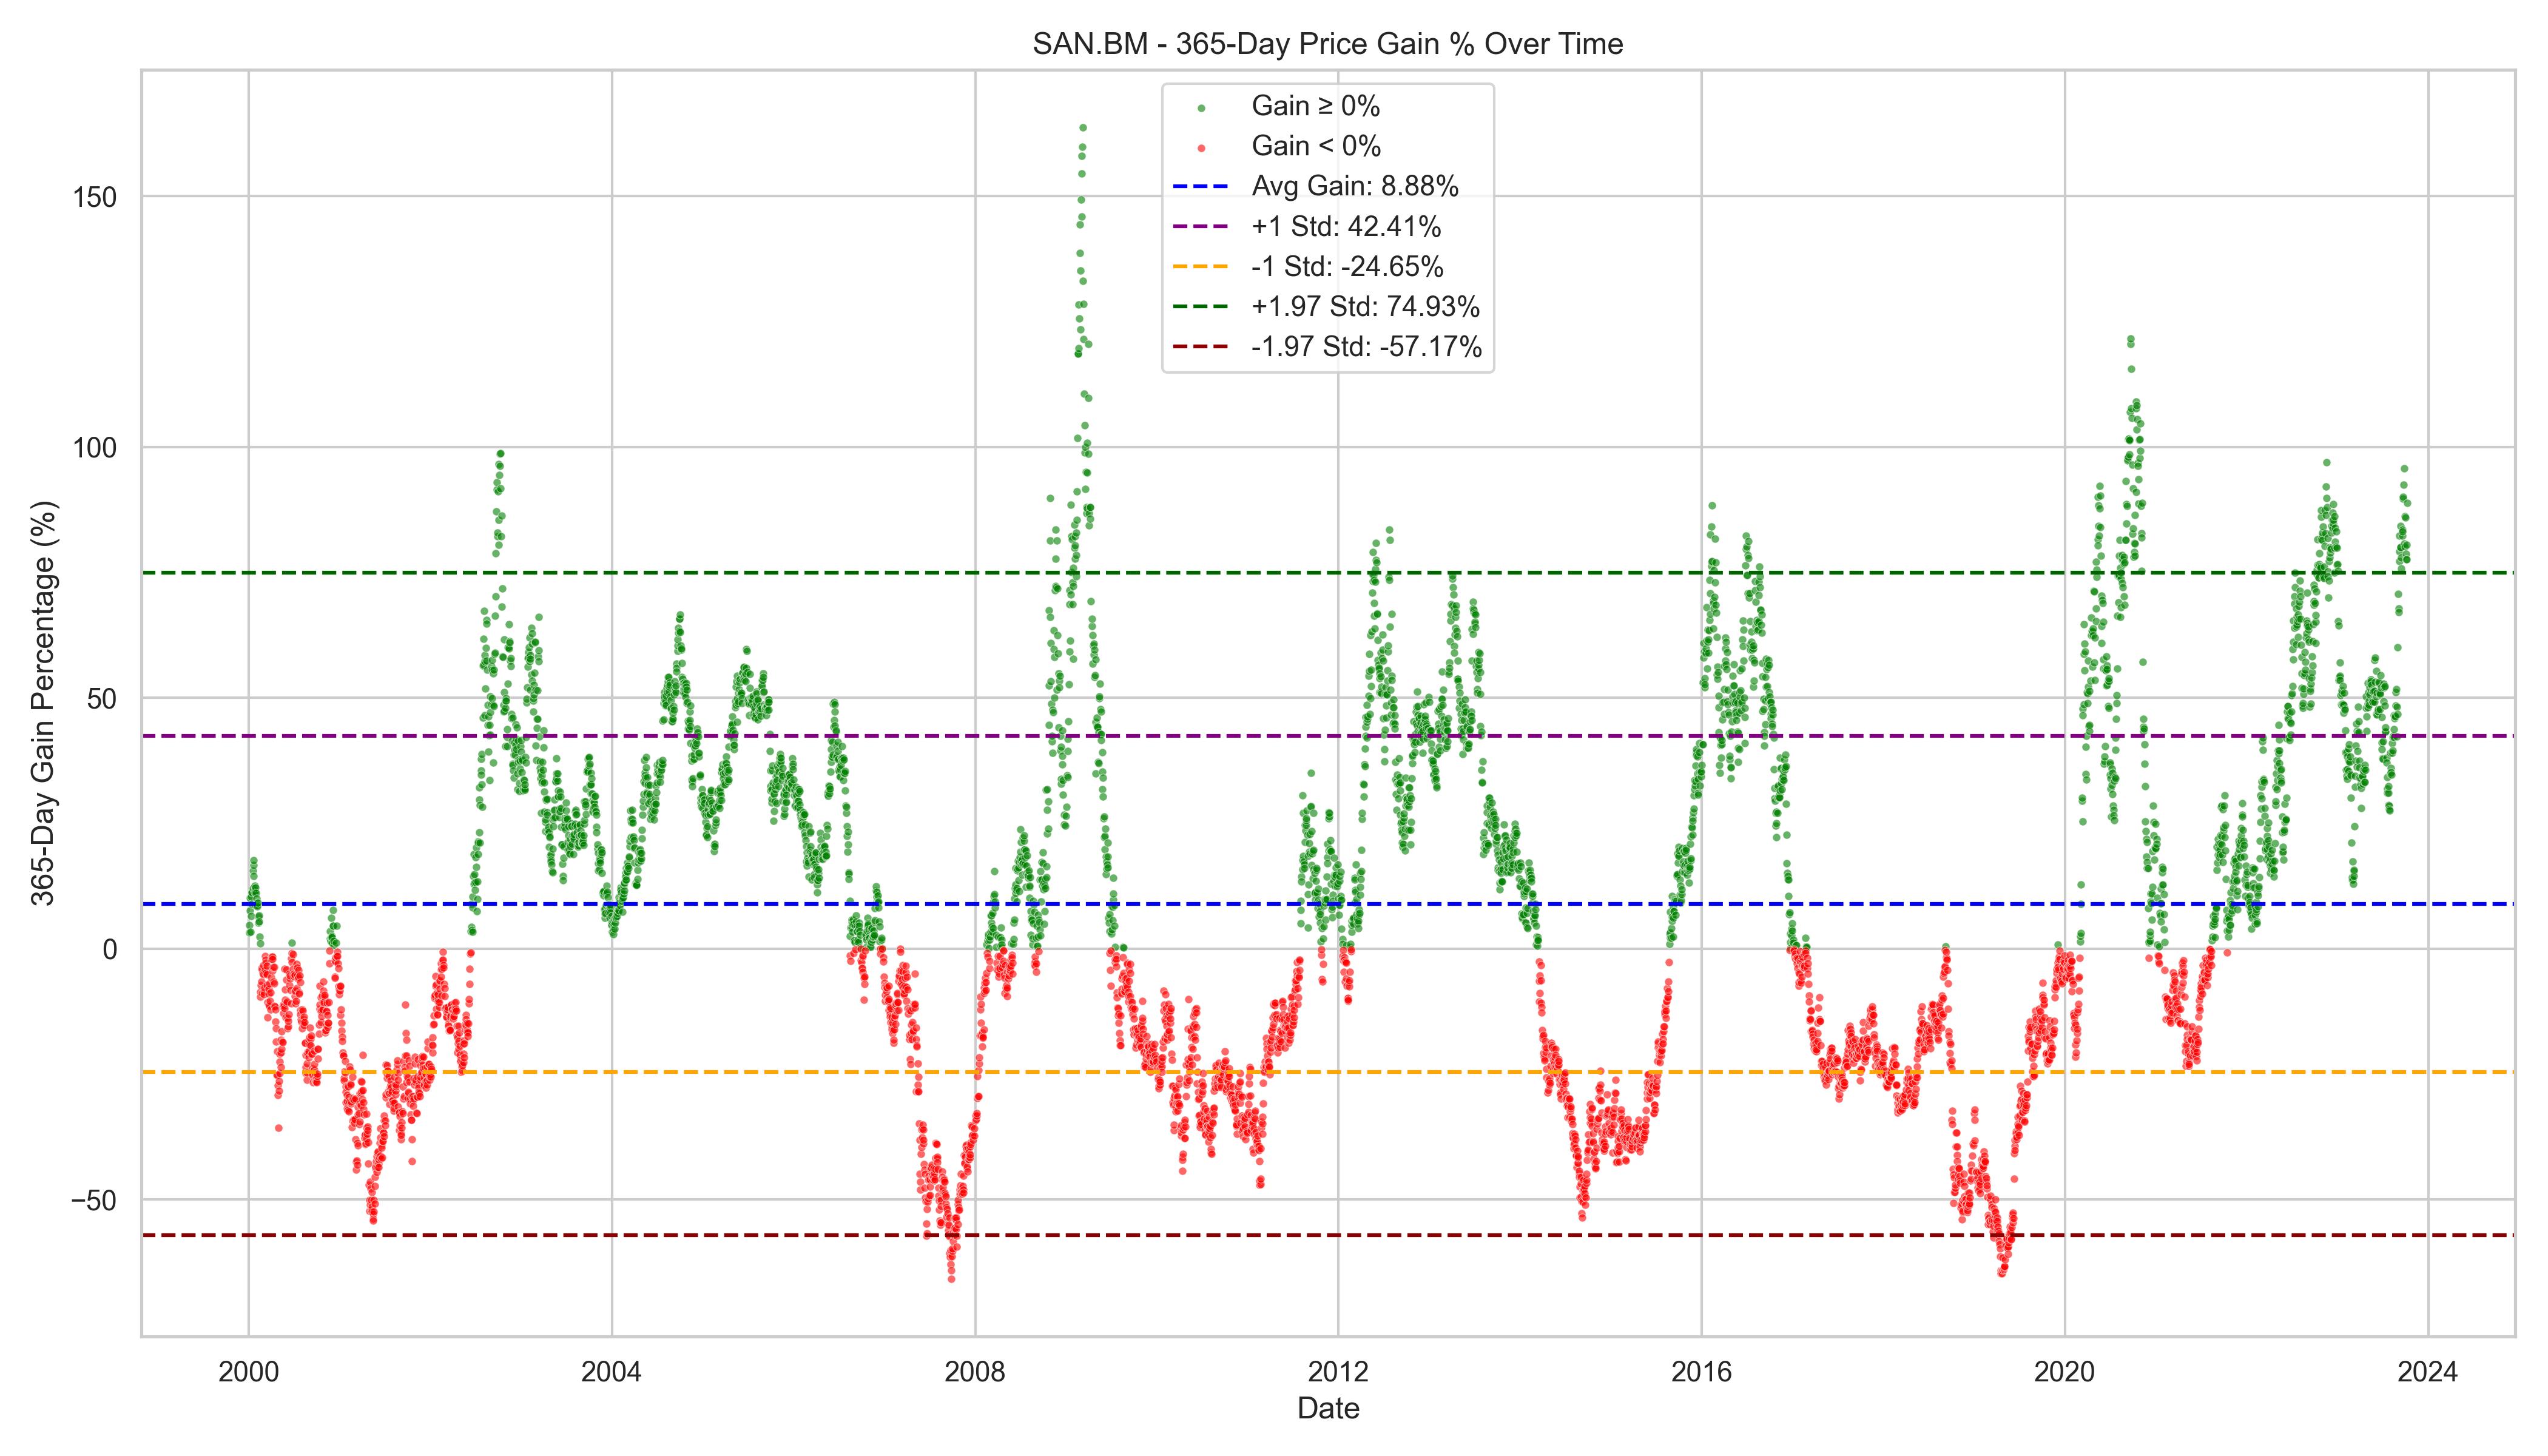 SAN.BM - 365-Day Price Gain % Over Time
Gain ≥ 0%
Gain < 0%
Avg Gain: 8.88%
+1 Std: 42.41%
-1 Std: -24.65%
+1.97 Std: 74.93%
-1.97 Std: -57.17%
365-Day Gain Percentage (%)
150
100
50
0
−50
2000 2004 2008 2012 2016 2020 2024
Date